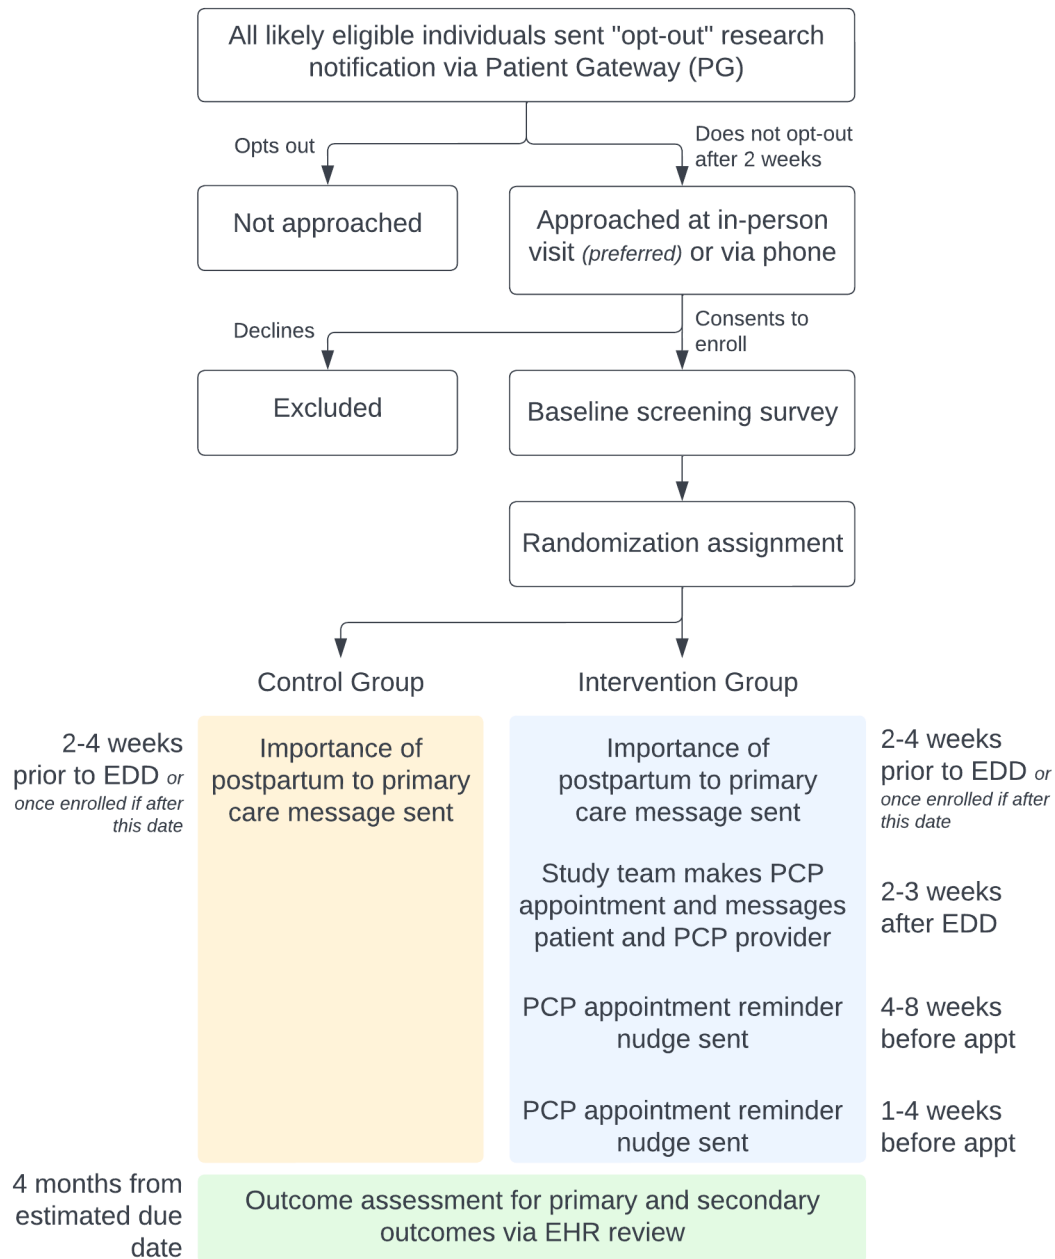 All likely eligible individuals sent "opt-out" research
notification via Patient Gateway (PG)
Opts out
Does not opt-out
after 2 weeks
Not approached
Approached at in-person
visit (preferred) or via phone
Declines
Consents to
enroll
Excluded
Baseline screening survey
Randomization assignment
Control Group
Intervention Group
2-4 weeks
prior to EDD or
once enrolled if after
this date
Importance of
postpartum to primary
care message sent
Importance of
postpartum to primary
care message sent
2-4 weeks
prior to EDD or
once enrolled if after
this date
Study team makes PCP
appointment and messages
patient and PCP provider
2-3 weeks
after EDD
PCP appointment reminder
nudge sent
4-8 weeks
before appt
PCP appointment reminder
nudge sent
1-4 weeks
before appt
4 months from
estimated due
date
Outcome assessment for primary and secondary
outcomes via EHR review